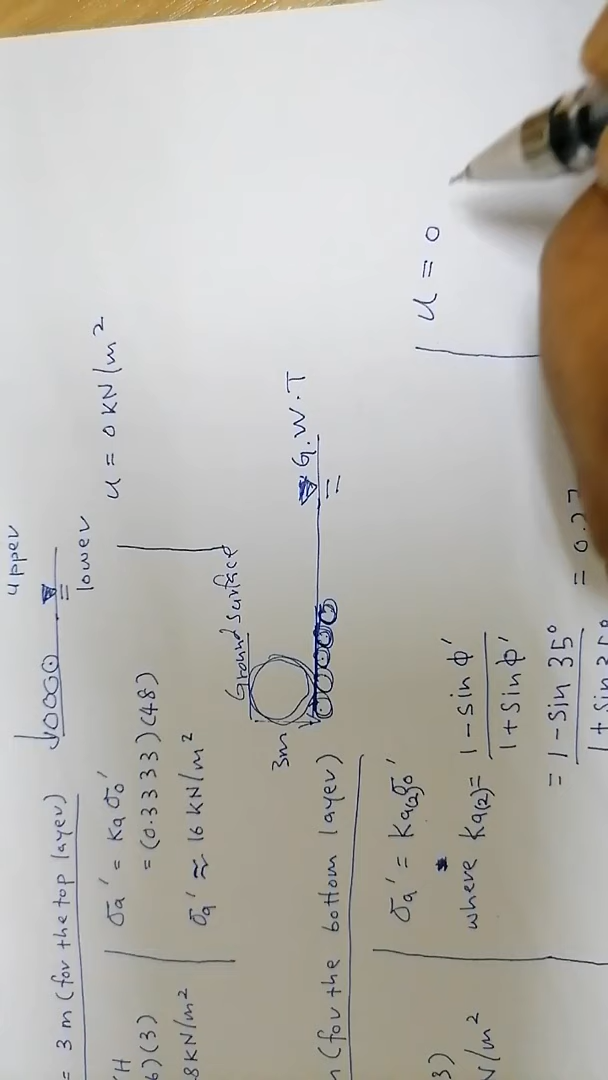 = 3 m (for the top layer)
upper
lower
H
6)(3)
8 KN/m²
σa' = Ka σo'
= (0.3333)(48)
σa' ≈ 16 KN/m²
u = 0 KN/m²
Ground surface
3m
G.W.T
(for the bottom layer)
3)
N/m²
σa' = Ka(2)σo'
where Ka(2) = 1 - sin ϕ' / 1 + sin ϕ'
= 1 - sin 35° / 1 + sin 35°
u = 0